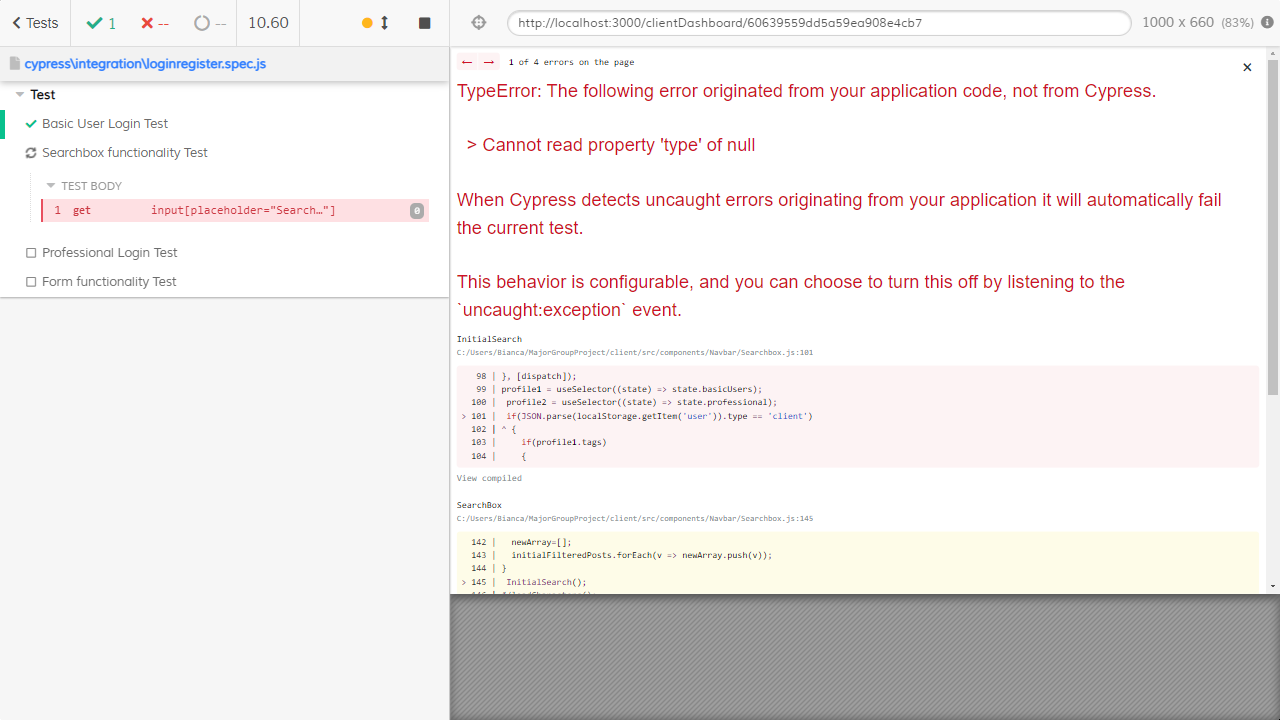 Tests
1
--
--
10.60
http://localhost:3000/clientDashboard/60639559dd5a59ea908e4cb7
1000 x 660 (83%)
cypress\integration\loginregister.spec.js
Test
Basic User Login Test
Searchbox functionality Test
TEST BODY
1 get input[placeholder="Search…"] 0
Professional Login Test
Form functionality Test
← → 1 of 4 errors on the page
×
TypeError: The following error originated from your application code, not from Cypress.
> Cannot read property 'type' of null
When Cypress detects uncaught errors originating from your application it will automatically fail
the current test.
This behavior is configurable, and you can choose to turn this off by listening to the
`uncaught:exception` event.
InitialSearch
C:/Users/Bianca/MajorGroupProject/client/src/components/Navbar/Searchbox.js:101
98 | }, [dispatch]);
99 | profile1 = useSelector((state) => state.basicUsers);
100 | profile2 = useSelector((state) => state.professional);
> 101 | if(JSON.parse(localStorage.getItem('user')).type == 'client')
102 | ^ {
103 | if(profile1.tags)
104 | {
View compiled
SearchBox
C:/Users/Bianca/MajorGroupProject/client/src/components/Navbar/Searchbox.js:145
142 | newArray=[];
143 | initialFilteredPosts.forEach(v => newArray.push(v));
144 | }
> 145 | InitialSearch();